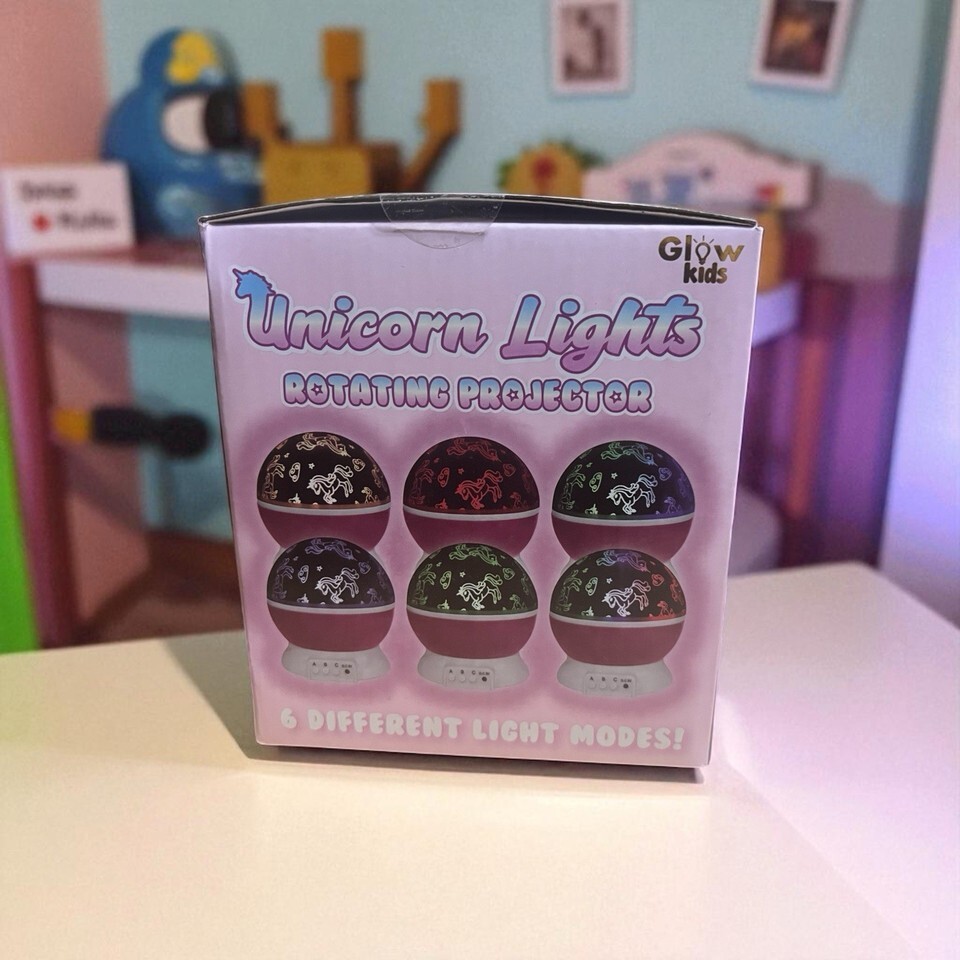 Glow
kids
Unicorn Lights
ROTATING PROJECTOR
A B C
A B C
A B C
6 DIFFERENT LIGHT MODES!